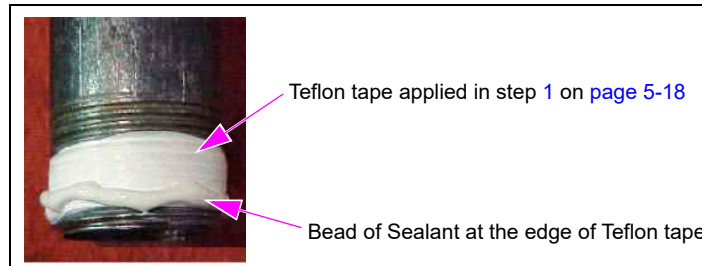 Teflon tape applied in step 1 on page 5-18
Bead of Sealant at the edge of Teflon tape